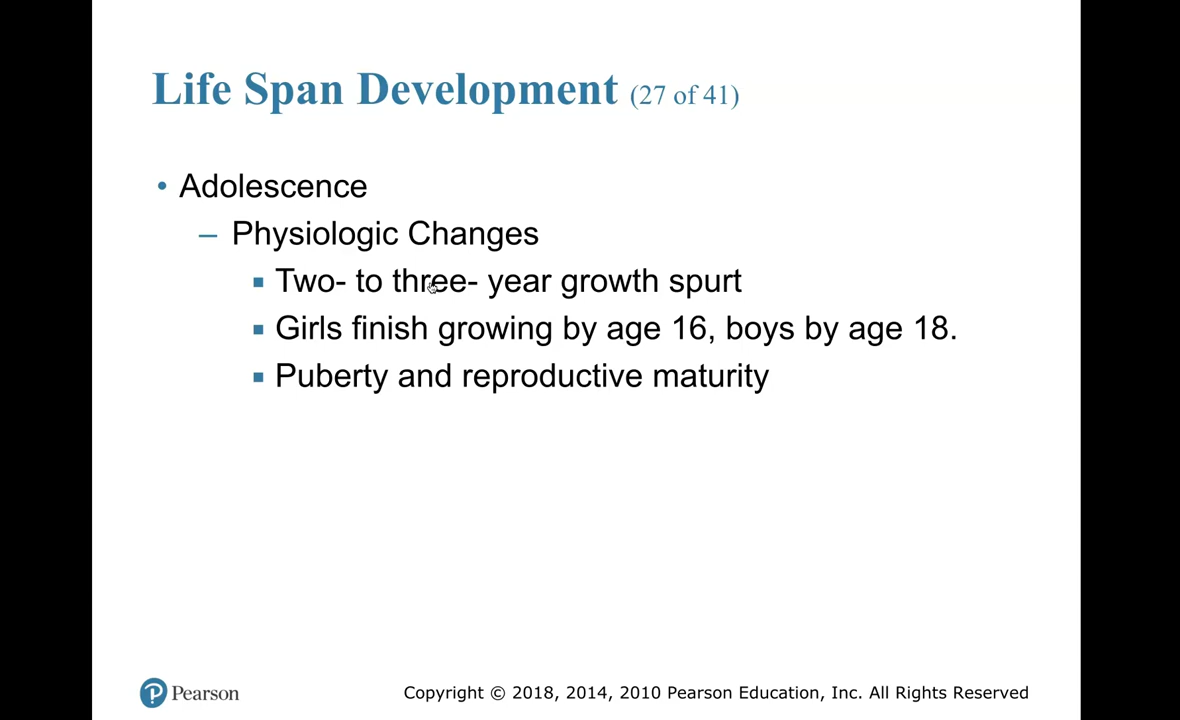 Life Span Development (27 of 41)
• Adolescence
– Physiologic Changes
▪ Two- to three- year growth spurt
▪ Girls finish growing by age 16, boys by age 18.
▪ Puberty and reproductive maturity
Pearson
Copyright © 2018, 2014, 2010 Pearson Education, Inc. All Rights Reserved